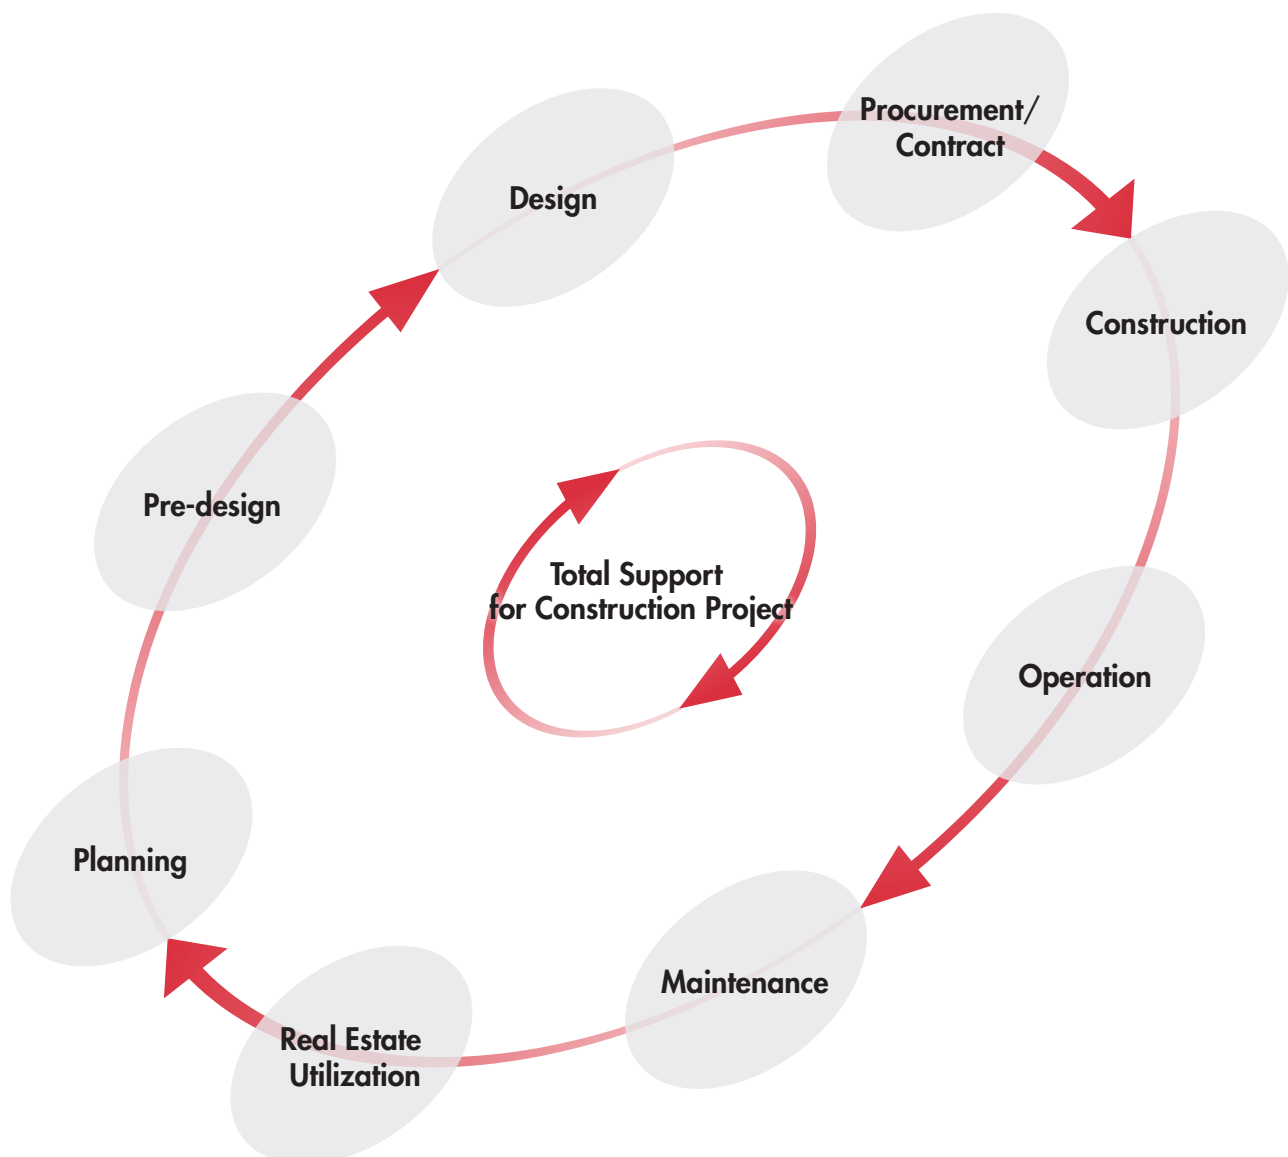 Procurement/
Contract
Design
Construction
Pre-design
Total Support
for Construction Project
Operation
Planning
Maintenance
Real Estate
Utilization